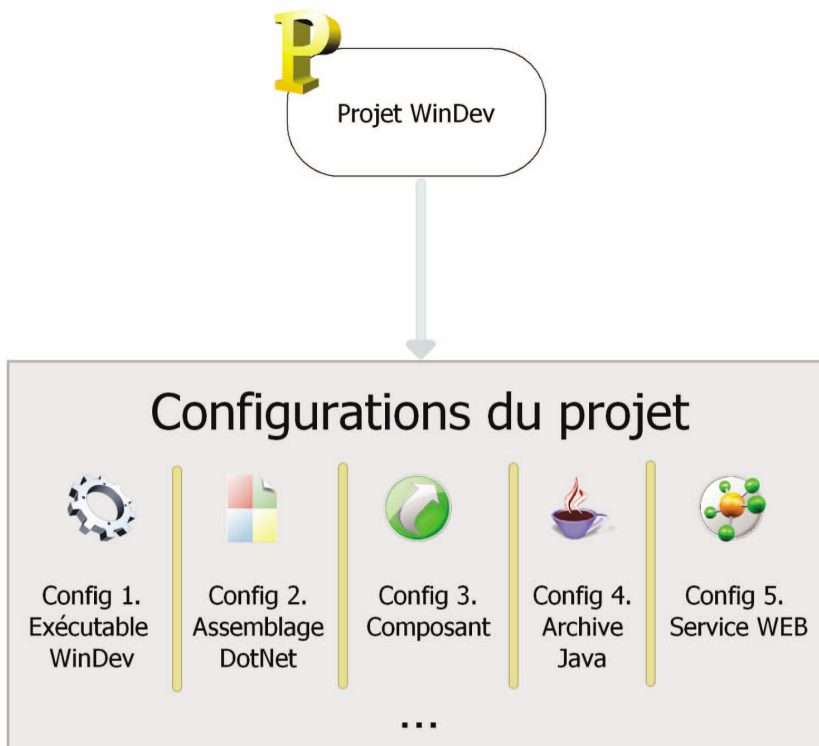 P
Projet WinDev
Configurations du projet
Config 1.
Exécutable
WinDev
Config 2.
Assemblage
DotNet
Config 3.
Composant
Config 4.
Archive
Java
Config 5.
Service WEB
...